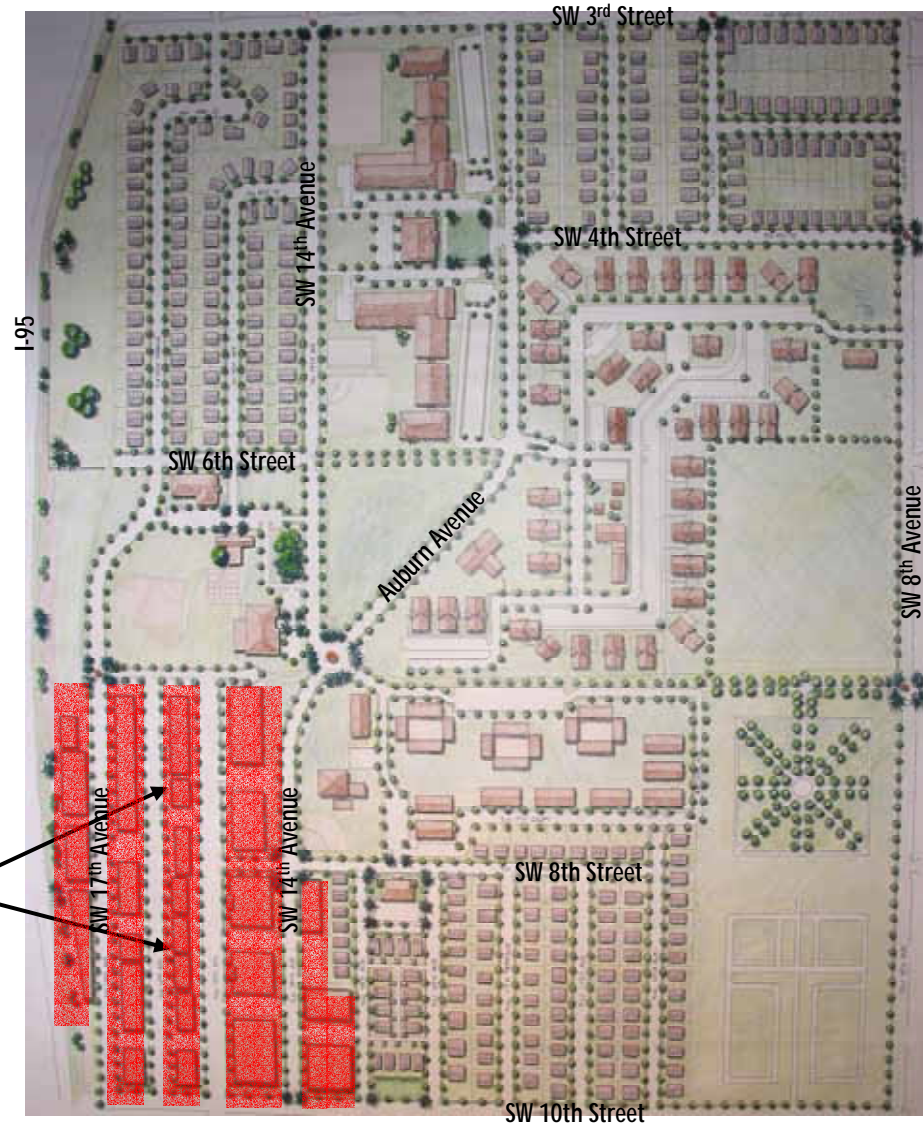 SW 3rd Street
SW 14th Avenue
SW 4th Street
I-95
SW 6th Street
Auburn Avenue
SW 8th Avenue
SW 17th Avenue
SW 14th Avenue
SW 8th Street
SW 10th Street